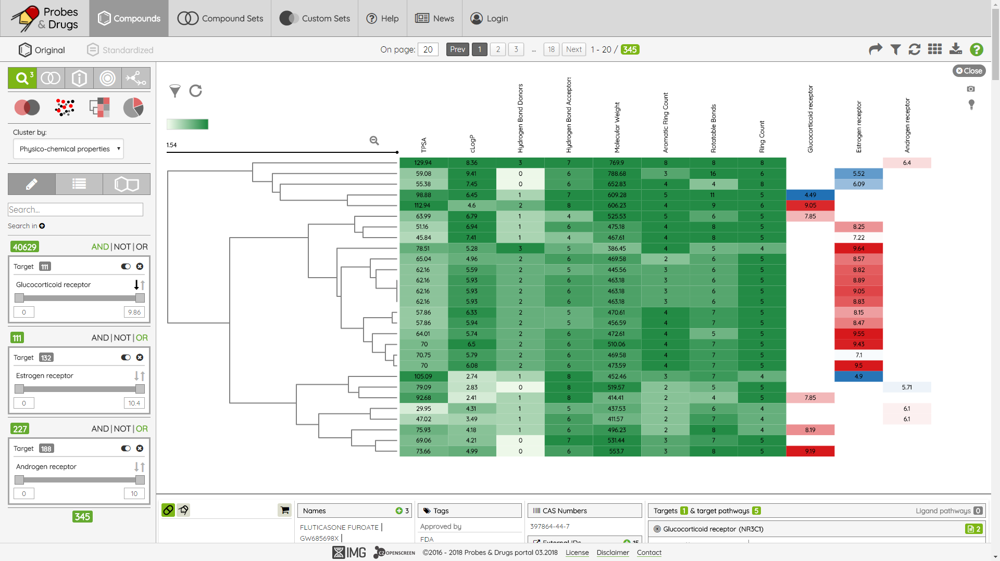 Probes
& Drugs
Compounds
Compound Sets
Custom Sets
Help
News
Login
Original
Standardized
On page: 20 Prev 1 2 3 ... 18 Next 1 - 20 / 345
3
Close
Cluster by:
Physico-chemical properties
Search...
Search in
40629 AND|NOT|OR
Target 111
Glucocorticoid receptor
0 9.86
111 AND|NOT|OR
Target 132
Estrogen receptor
0 10.4
227 AND|NOT|OR
Target 188
Androgen receptor
0 10
345
1.54
TPSA
cLogP
Hydrogen Bond Donors
Hydrogen Bond Acceptors
Molecular Weight
Aromatic Ring Count
Rotatable Bonds
Ring Count
Glucocorticoid receptor
Estrogen receptor
Androgen receptor
129.94 8.36 3 7 769.9 8 8 8 6.4
59.08 9.41 0 6 788.68 3 16 6 5.52
55.38 7.45 0 6 652.83 4 4 8 6.09
98.88 6.45 1 7 609.28 5 11 5 4.49
112.94 4.6 2 8 606.23 4 9 6 9.05
63.99 6.79 1 4 525.53 5 6 5 7.85
51.16 6.94 1 6 475.18 4 8 5 8.25
45.84 7.41 1 4 467.61 4 8 5 7.22
78.51 5.28 3 5 386.45 4 5 4 9.64
65.04 4.96 2 6 469.58 2 6 5 8.57
62.16 5.59 2 5 445.56 3 6 5 8.82
62.16 5.93 2 6 463.18 3 6 5 8.89
62.16 5.93 2 6 463.18 3 6 5 9.05
62.16 5.93 2 6 463.18 3 6 5 8.83
57.86 6.33 2 5 470.61 4 7 5 8.15
57.86 5.94 2 5 456.59 4 7 5 8.47
64.01 5.74 2 6 472.61 4 5 5 9.55
70 6.5 2 6 510.06 4 7 5 9.43
70.75 5.79 2 6 469.58 4 7 5 7.1
70 6.08 2 6 473.59 4 7 5 9.5
105.09 2.74 1 8 452.46 3 7 4 4.9
79.09 2.83 0 8 519.57 2 5 5 5.71
92.68 2.41 1 8 414.41 2 4 5 7.85
29.95 4.31 1 5 437.53 2 6 4 6.1
47.02 3.49 1 6 411.57 2 7 4 6.1
75.93 4.18 1 6 496.23 2 8 4 8.19
69.06 4.21 0 7 531.44 3 7 5
73.66 4.99 0 6 553.7 3 8 5 9.19
Names 3
FLUTICASONE FUROATE |
GW685698X |
Tags
Approved by
FDA
CAS Numbers
397864-44-7
External IDs 15
Targets 1 & target pathways 5 Ligand pathways 0
Glucocorticoid receptor (NR3C1) 2
IMG CZ OPENSCREEN ©2016 - 2018 Probes & Drugs portal 03.2018 License Disclaimer Contact